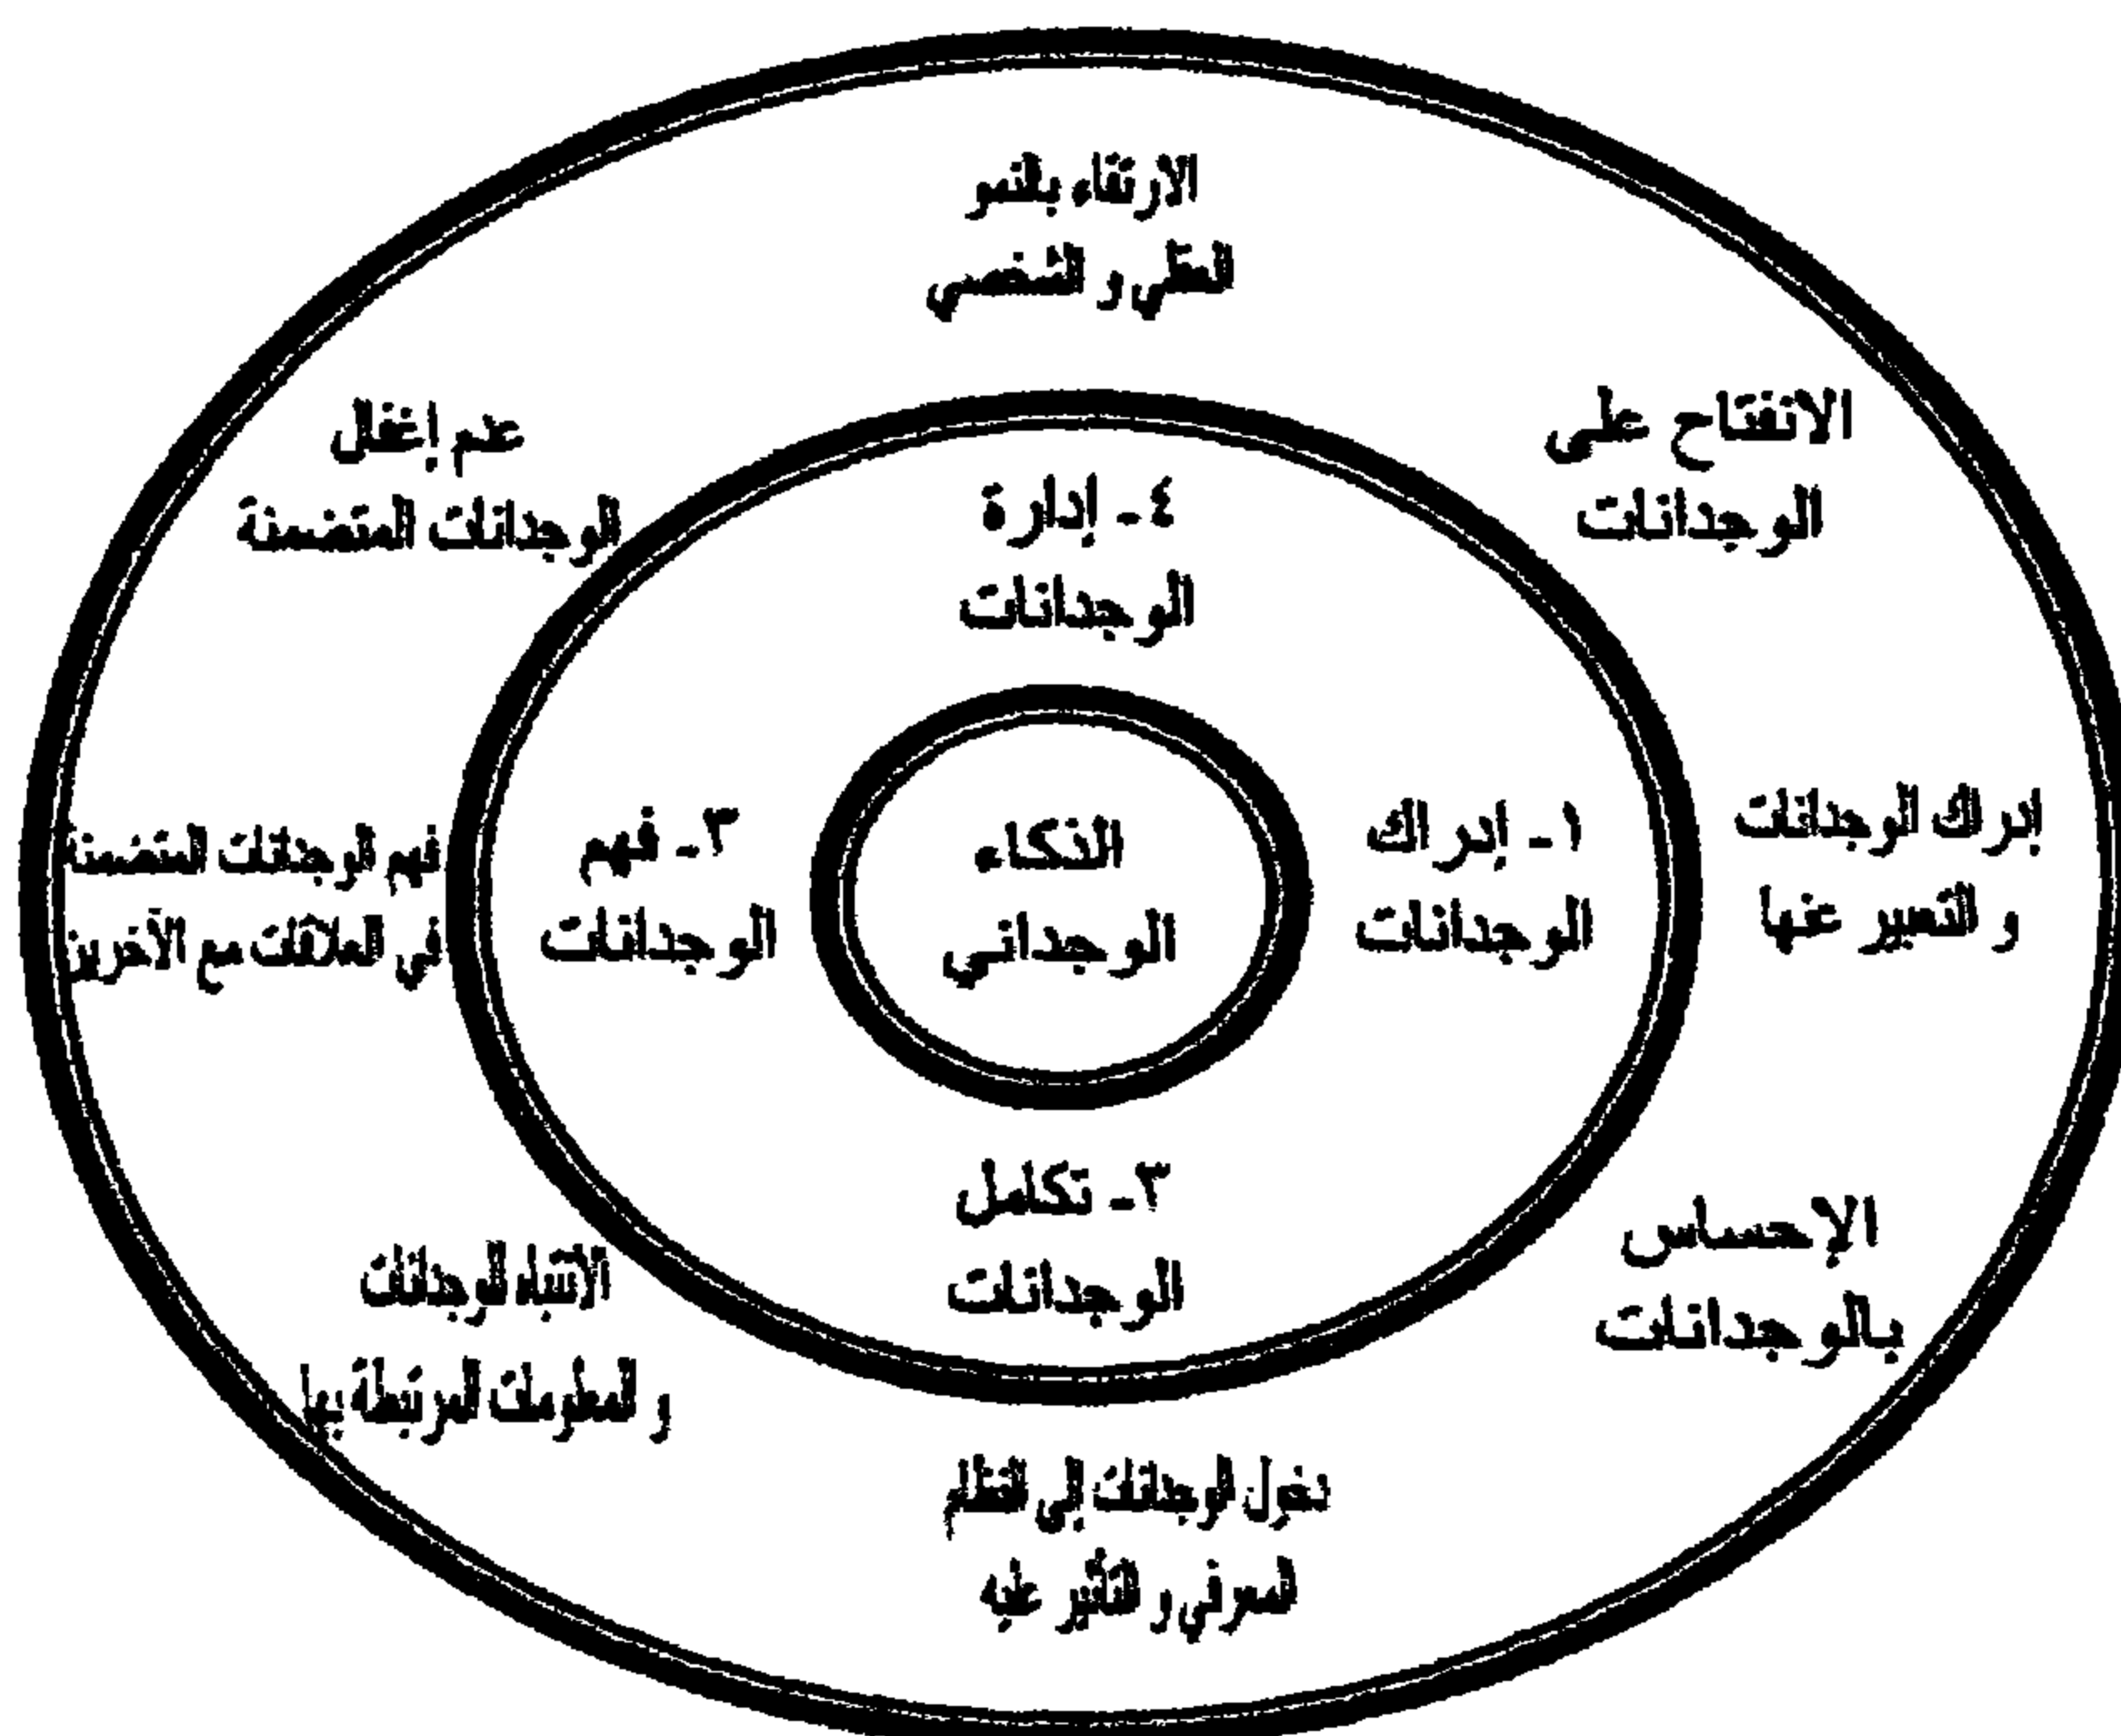 الارتقاء بالنمو
العقلي و الشخصي
الانفتاح على
الوجدانات
عدم إغفال
الوجدانات المتضمنة
٤- إدارة
الوجدانات
إدراك الوجدانات
و التعبير عنها
١- إدراك
الوجدانات
الذكاء
الوجداني
٣- فهم
الوجدانات
فهم الوجدانات المتضمنة
في العلاقات مع الآخرين
٣- تكامل
الوجدانات
الإحساس
بالوجدانات
الانتباه للوجدانات
و المعلومات المرتبطة بها
دخول الوجدانات إلى النظام
المعرفي و التأثير عليه